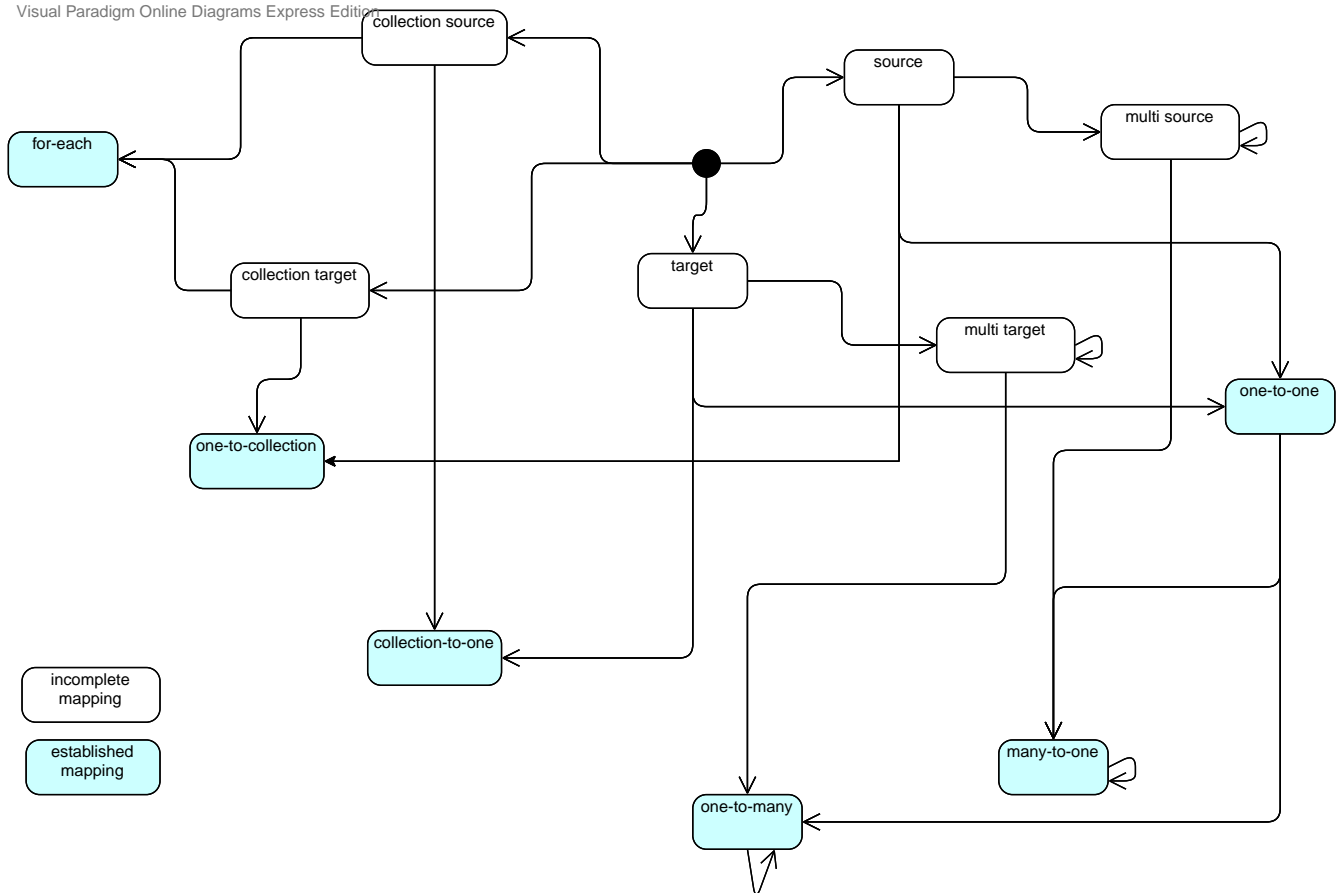 Visual Paradigm Online Diagrams Express Edition
collection source
source
multi source
for-each
target
collection target
multi target
one-to-one
one-to-collection
collection-to-one
incomplete
mapping
established
mapping
many-to-one
one-to-many